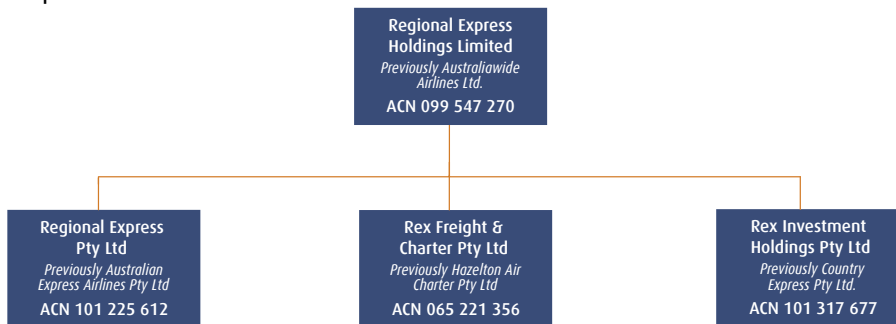 Regional Express
Holdings Limited
Previously Australiawide
Airlines Ltd.
ACN 099 547 270
Regional Express
Pty Ltd
Previously Australian
Express Airlines Pty Ltd
ACN 101 225 612
Rex Freight &
Charter Pty Ltd
Previously Hazelton Air
Charter Pty Ltd
ACN 065 221 356
Rex Investment
Holdings Pty Ltd
Previously Country
Express Pty Ltd.
ACN 101 317 677